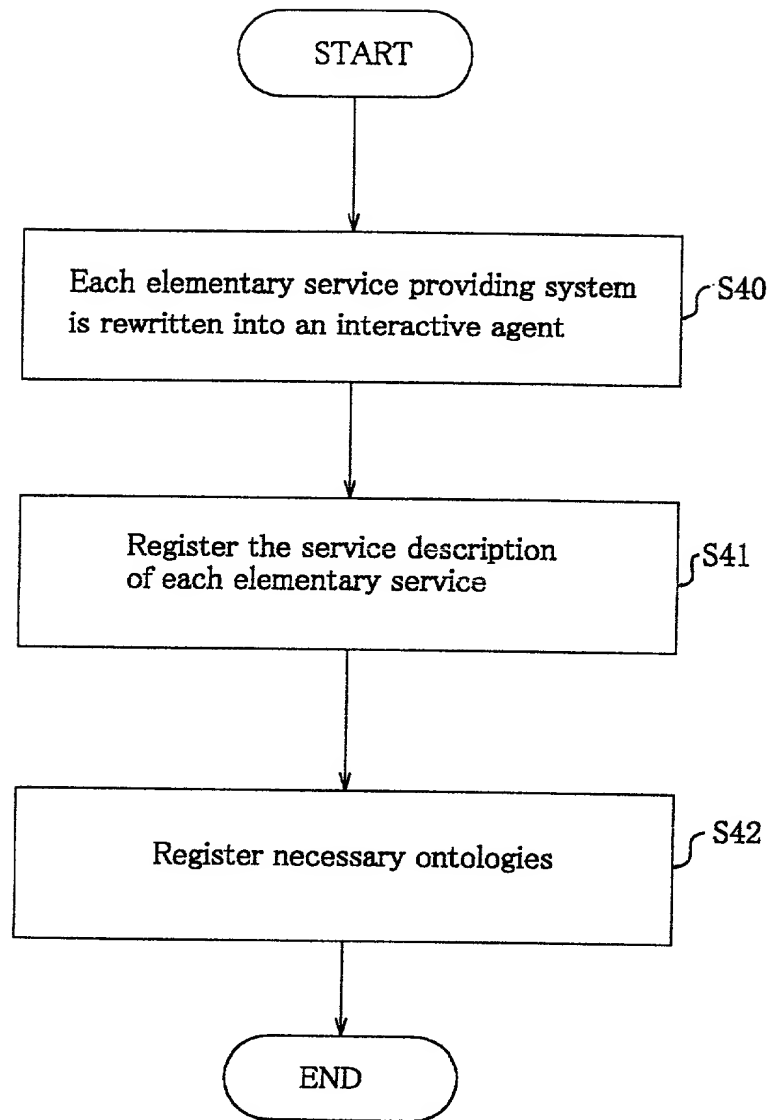 START
Each elementary service providing system
is rewritten into an interactive agent
S40
Register the service description
of each elementary service
S41
Register necessary ontologies
S42
END